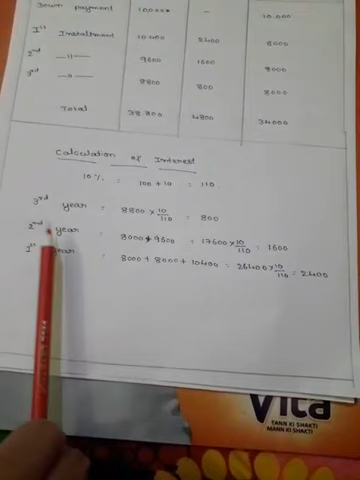 Down payment 10,000 - 10,000
1st Installment 10,400 2400 8000
2nd —"— 9600 1600 8000
3rd —"— 8800 800 8000
Total 38,800 4800 34000
Calculation of Interest
10% = 100 + 10 = 110
3rd year = 8800 × 10/110 = 800
2nd year = 8000 + 9600 = 17600 × 10/110 = 1600
1st year = 8000 + 8000 + 10400 = 26400 × 10/110 = 2400
Vita
TANN KI SHAKTI
MANN KI SHAKTI